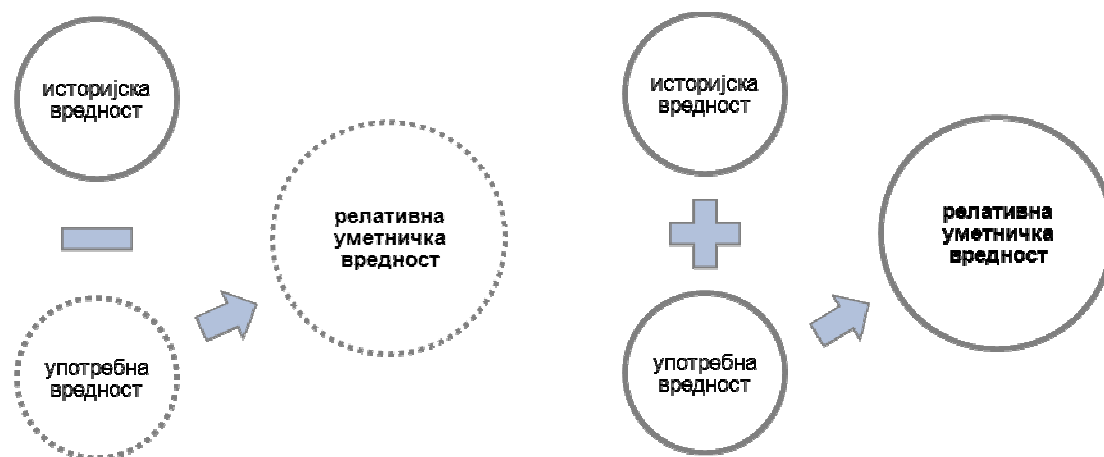 историјска
вредност
релативна
уметничка
вредност
употребна
вредност
историјска
вредност
релативна
уметничка
вредност
употребна
вредност